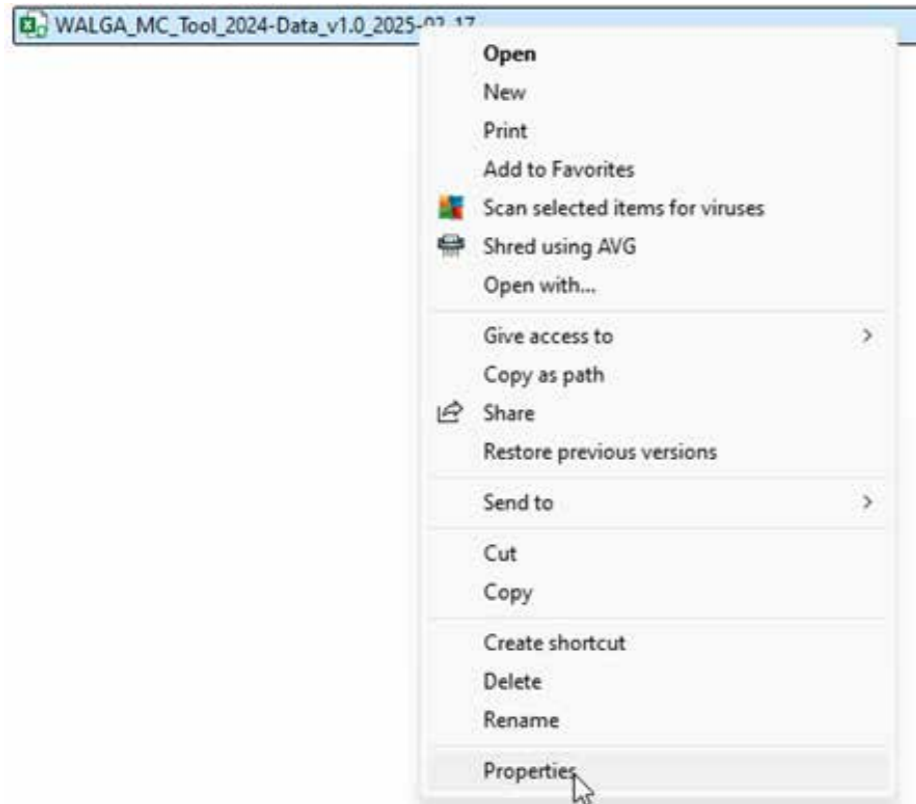 WALGA_MC_Tool_2024-Data_v1.0_2025-02-17
Open
New
Print
Add to Favorites
Scan selected items for viruses
Shred using AVG
Open with...
Give access to
Copy as path
Share
Restore previous versions
Send to
Cut
Copy
Create shortcut
Delete
Rename
Properties